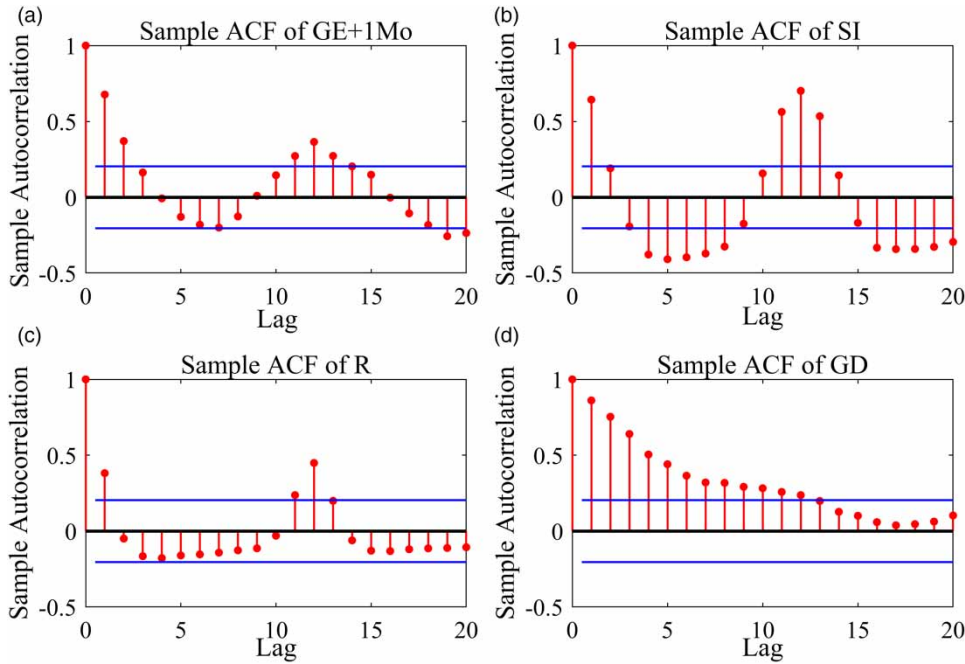 (a)
Sample ACF of GE+1Mo
Sample Autocorrelation
1
0.5
0
-0.5
0
5
10
15
20
Lag
(b)
Sample ACF of SI
Sample Autocorrelation
1
0.5
0
-0.5
0
5
10
15
20
Lag
(c)
Sample ACF of R
Sample Autocorrelation
1
0.5
0
-0.5
0
5
10
15
20
Lag
(d)
Sample ACF of GD
Sample Autocorrelation
1
0.5
0
-0.5
0
5
10
15
20
Lag